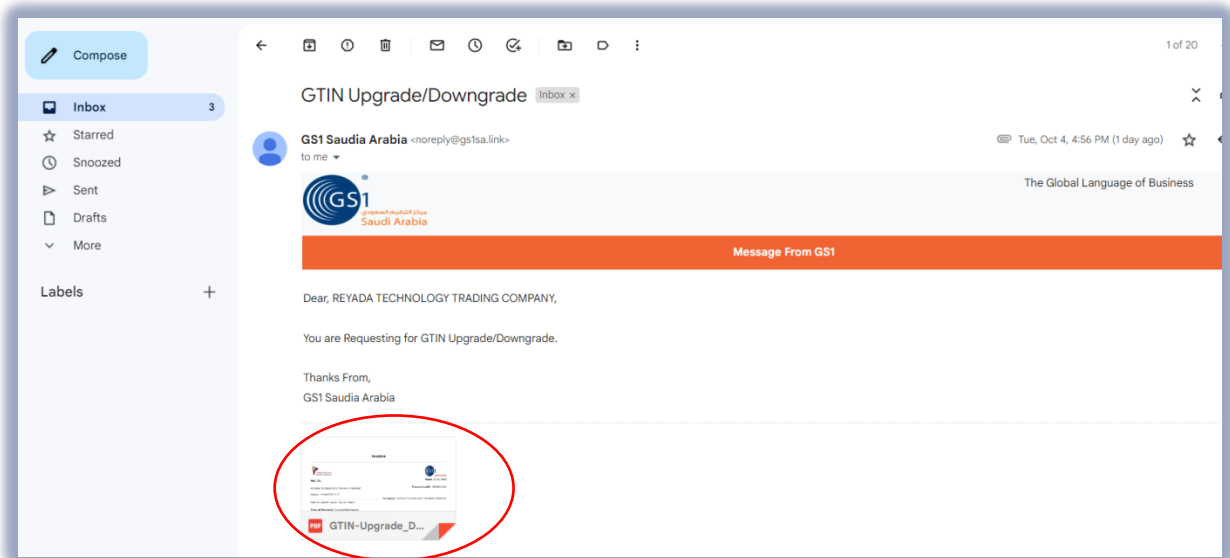 Compose
1 of 20
Inbox 3
Starred
Snoozed
Sent
Drafts
More
Labels
GTIN Upgrade/Downgrade Inbox ×
GS1 Saudia Arabia <noreply@gs1sa.link>
Tue, Oct 4, 4:56 PM (1 day ago)
to me
GS1
مركز الترقيم السعودي
Saudi Arabia
The Global Language of Business
Message From GS1
Dear, REYADA TECHNOLOGY TRADING COMPANY,
You are Requesting for GTIN Upgrade/Downgrade.
Thanks From,
GS1 Saudia Arabia
Invoice
PDF GTIN-Upgrade_D...